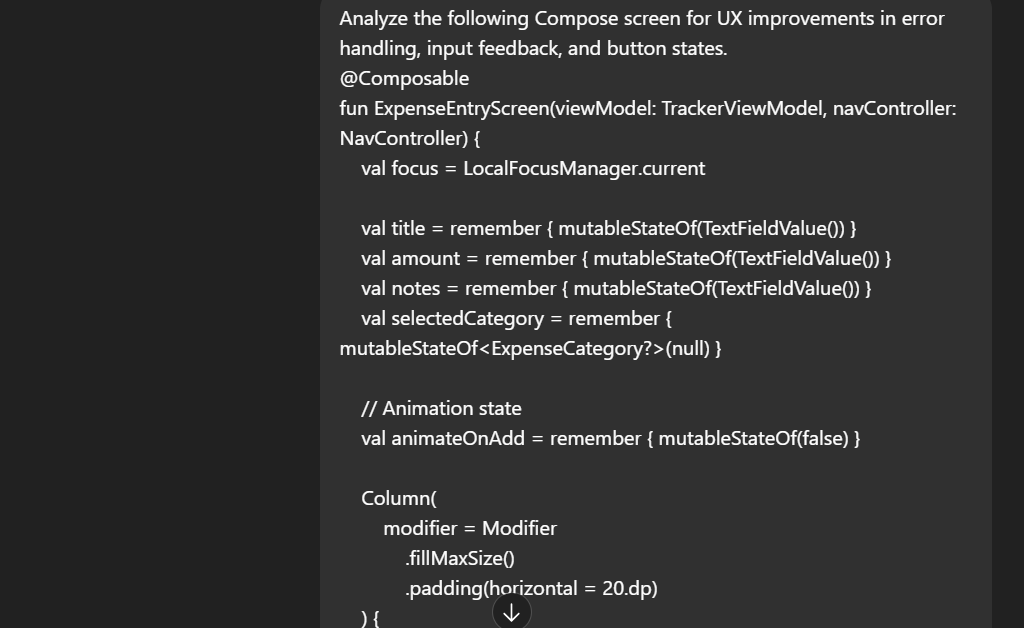 Analyze the following Compose screen for UX improvements in error
handling, input feedback, and button states.
@Composable
fun ExpenseEntryScreen(viewModel: TrackerViewModel, navController:
NavController) {
val focus = LocalFocusManager.current
val title = remember { mutableStateOf(TextFieldValue()) }
val amount = remember { mutableStateOf(TextFieldValue()) }
val notes = remember { mutableStateOf(TextFieldValue()) }
val selectedCategory = remember {
mutableStateOf<ExpenseCategory?>(null) }
// Animation state
val animateOnAdd = remember { mutableStateOf(false) }
Column(
modifier = Modifier
.fillMaxSize()
.padding(horizontal = 20.dp)
) {